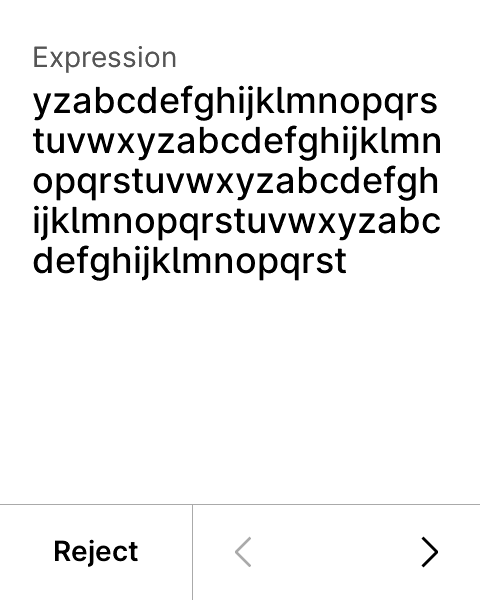 Expression
yzabcdefghijklmnopqrs
tuvwxyzabcdefghijklmn
opqrstuvwxyzabcdefgh
ijklmnopqrstuvwxyzabc
defghijklmnopqrst
Reject